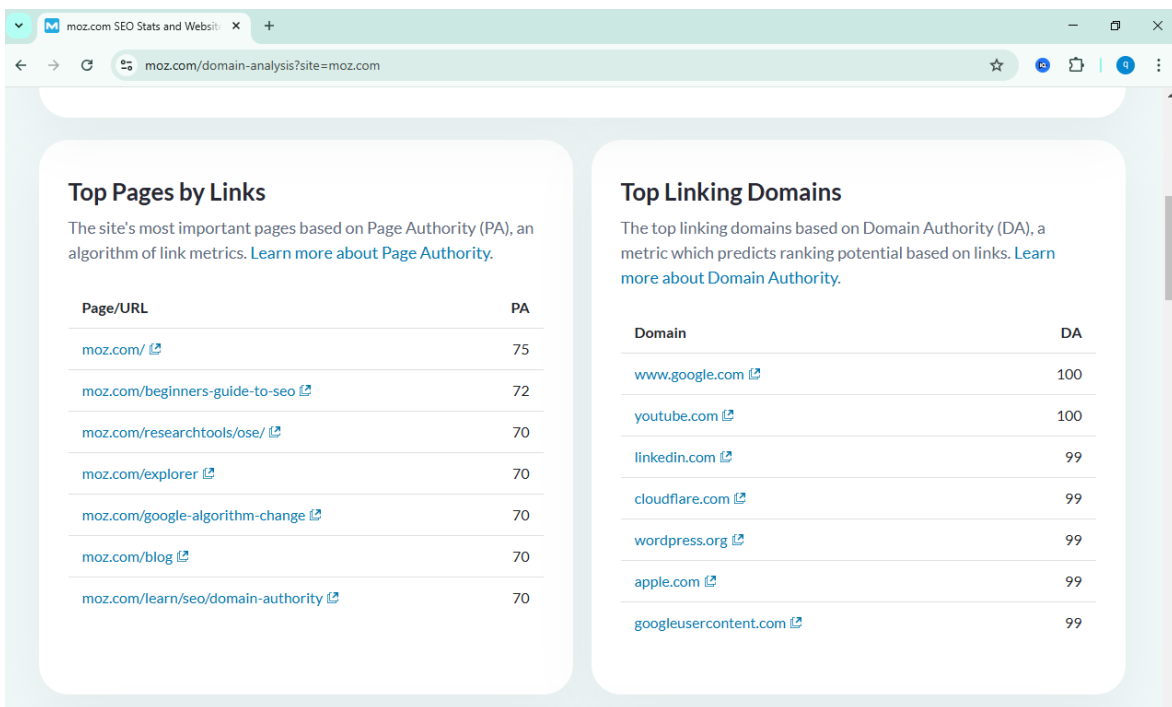 moz.com SEO Stats and Website
moz.com/domain-analysis?site=moz.com
q
Top Pages by Links
The site's most important pages based on Page Authority (PA), an
algorithm of link metrics. Learn more about Page Authority.
Page/URL PA
moz.com/ 75
moz.com/beginners-guide-to-seo 72
moz.com/researchtools/ose/ 70
moz.com/explorer 70
moz.com/google-algorithm-change 70
moz.com/blog 70
moz.com/learn/seo/domain-authority 70
Top Linking Domains
The top linking domains based on Domain Authority (DA), a
metric which predicts ranking potential based on links. Learn
more about Domain Authority.
Domain DA
www.google.com 100
youtube.com 100
linkedin.com 99
cloudflare.com 99
wordpress.org 99
apple.com 99
googleusercontent.com 99